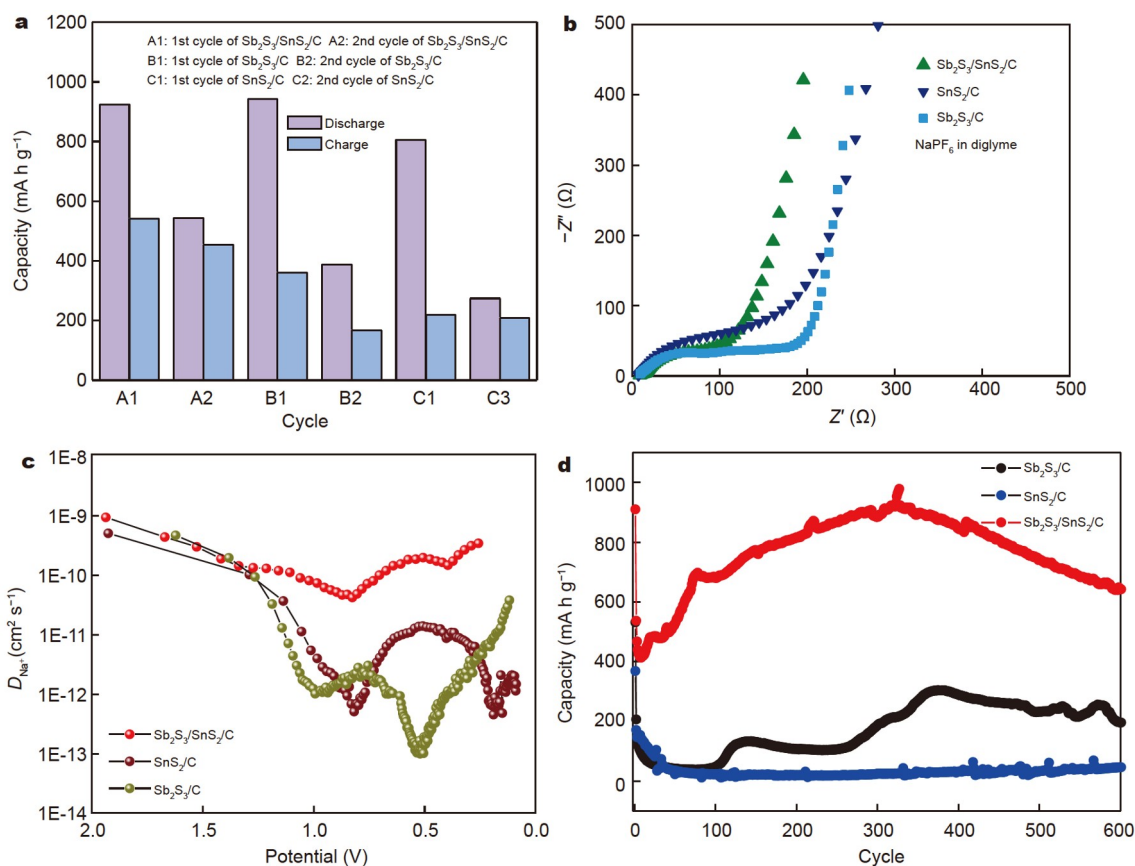 a
1200
1000
800
600
400
200
0
Capacity (mA h g⁻¹)
A1: 1st cycle of Sb₂S₃/SnS₂/C A2: 2nd cycle of Sb₂S₃/SnS₂/C
B1: 1st cycle of Sb₂S₃/C B2: 2nd cycle of Sb₂S₃/C
C1: 1st cycle of SnS₂/C C2: 2nd cycle of SnS₂/C
Discharge
Charge
A1 A2 B1 B2 C1 C3
Cycle
b
500
400
300
200
100
0
−Z″ (Ω)
Sb₂S₃/SnS₂/C
SnS₂/C
Sb₂S₃/C
NaPF₆ in diglyme
0 100 200 300 400 500
Z′ (Ω)
c
1E-8
1E-9
1E-10
1E-11
1E-12
1E-13
1E-14
D_Na⁺(cm² s⁻¹)
Sb₂S₃/SnS₂/C
SnS₂/C
Sb₂S₃/C
2.0 1.5 1.0 0.5 0.0
Potential (V)
d
1000
800
600
400
200
0
Capacity (mA h g⁻¹)
Sb₂S₃/C
SnS₂/C
Sb₂S₃/SnS₂/C
0 100 200 300 400 500 600
Cycle